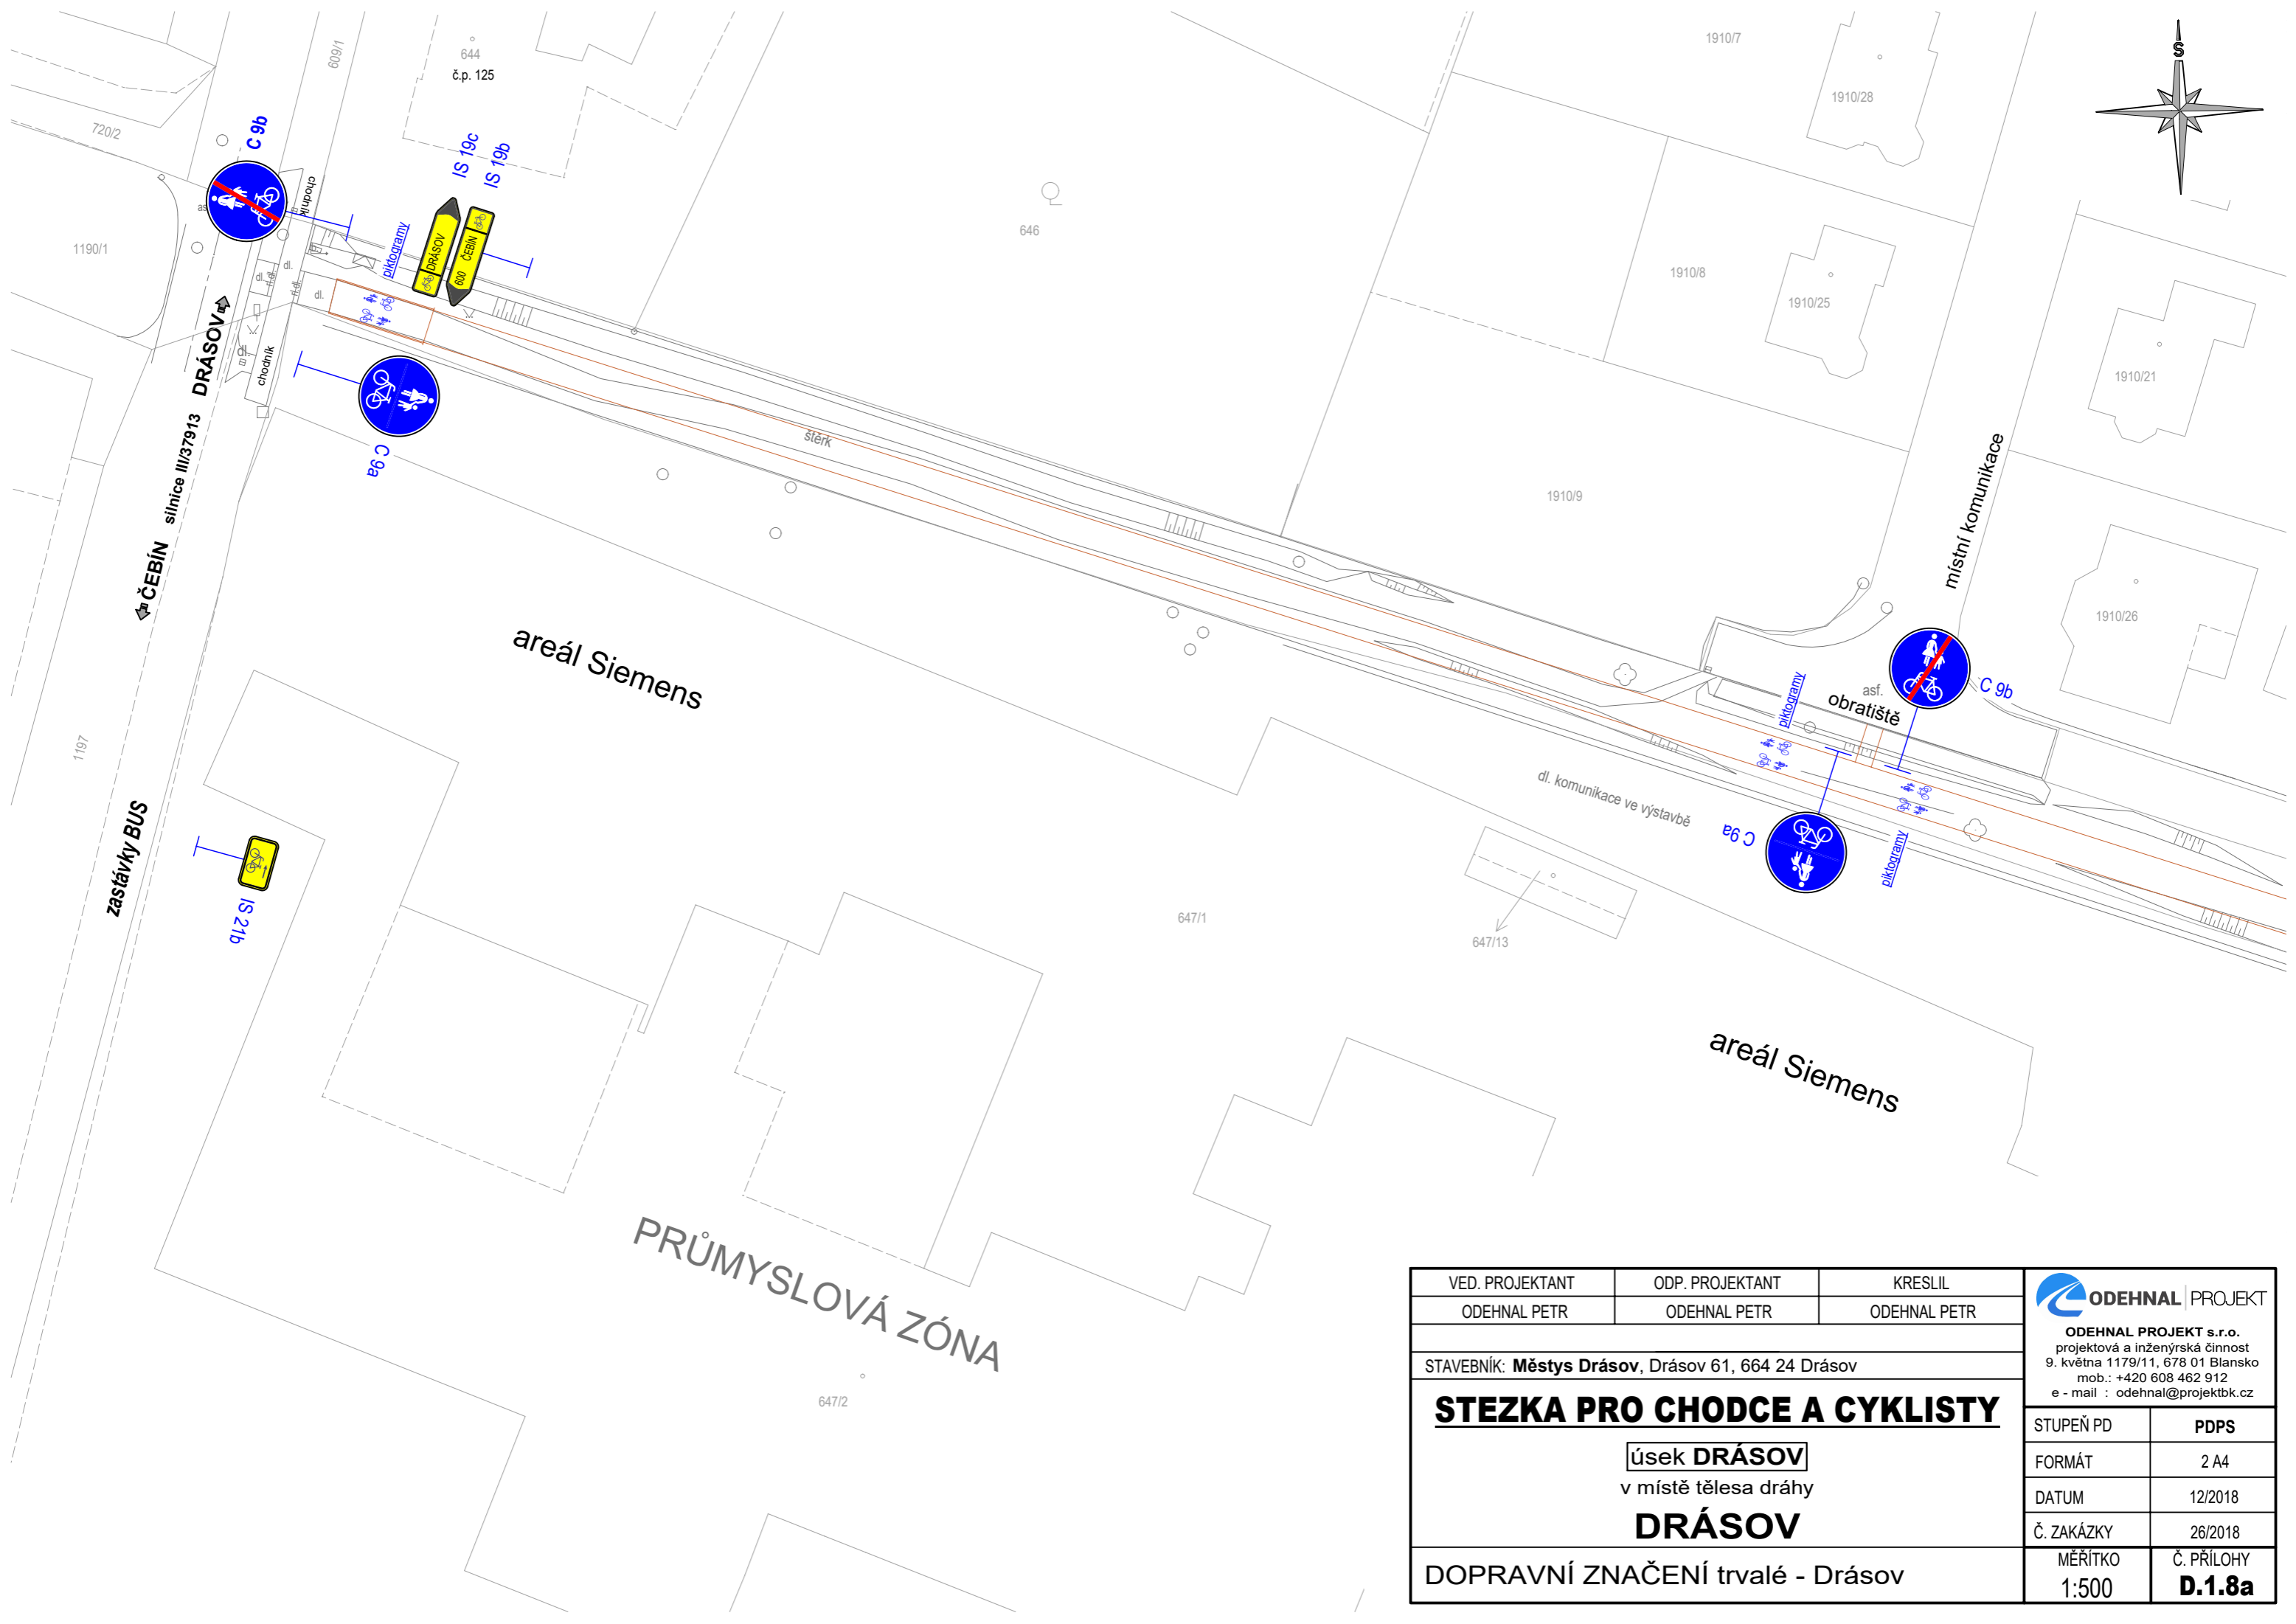 S
609/1
644
č.p. 125
720/2
1190/1
C 9b
chodník
IS 19c
IS 19b
DRÁSOV
600 ČEBÍN
piktogramy
dl.
dl.
dl.
dl.
chodník
C 9a
DRÁSOV
silnice III/37913
ČEBÍN
1197
zastávky BUS
IS 21b
646
štěrk
1910/7
1910/28
1910/8
1910/25
1910/21
1910/9
1910/26
místní komunikace
C 9b
asf.
obratiště
piktogramy
piktogramy
C 9a
dl. komunikace ve výstavbě
areál Siemens
647/1
647/13
areál Siemens
PRŮMYSLOVÁ ZÓNA
647/2
VED. PROJEKTANT ODP. PROJEKTANT KRESLIL
ODEHNAL PETR ODEHNAL PETR ODEHNAL PETR
STAVEBNÍK: Městys Drásov, Drásov 61, 664 24 Drásov
STEZKA PRO CHODCE A CYKLISTY
úsek DRÁSOV
v místě tělesa dráhy
DRÁSOV
DOPRAVNÍ ZNAČENÍ trvalé - Drásov
ODEHNAL PROJEKT
ODEHNAL PROJEKT s.r.o.
projektová a inženýrská činnost
9. května 1179/11, 678 01 Blansko
mob.: +420 608 462 912
e - mail : odehnal@projektbk.cz
STUPEŇ PD PDPS
FORMÁT 2 A4
DATUM 12/2018
Č. ZAKÁZKY 26/2018
MĚŘÍTKO Č. PŘÍLOHY
1:500 D.1.8a